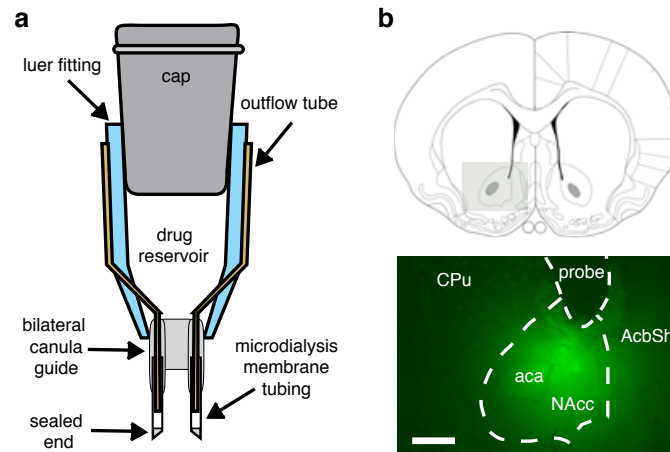 a
luer fitting
cap
outflow tube
drug
reservoir
bilateral
canula
guide
microdialysis
membrane
tubing
sealed
end
b
CPu
probe
AcbSh
aca
NAcc